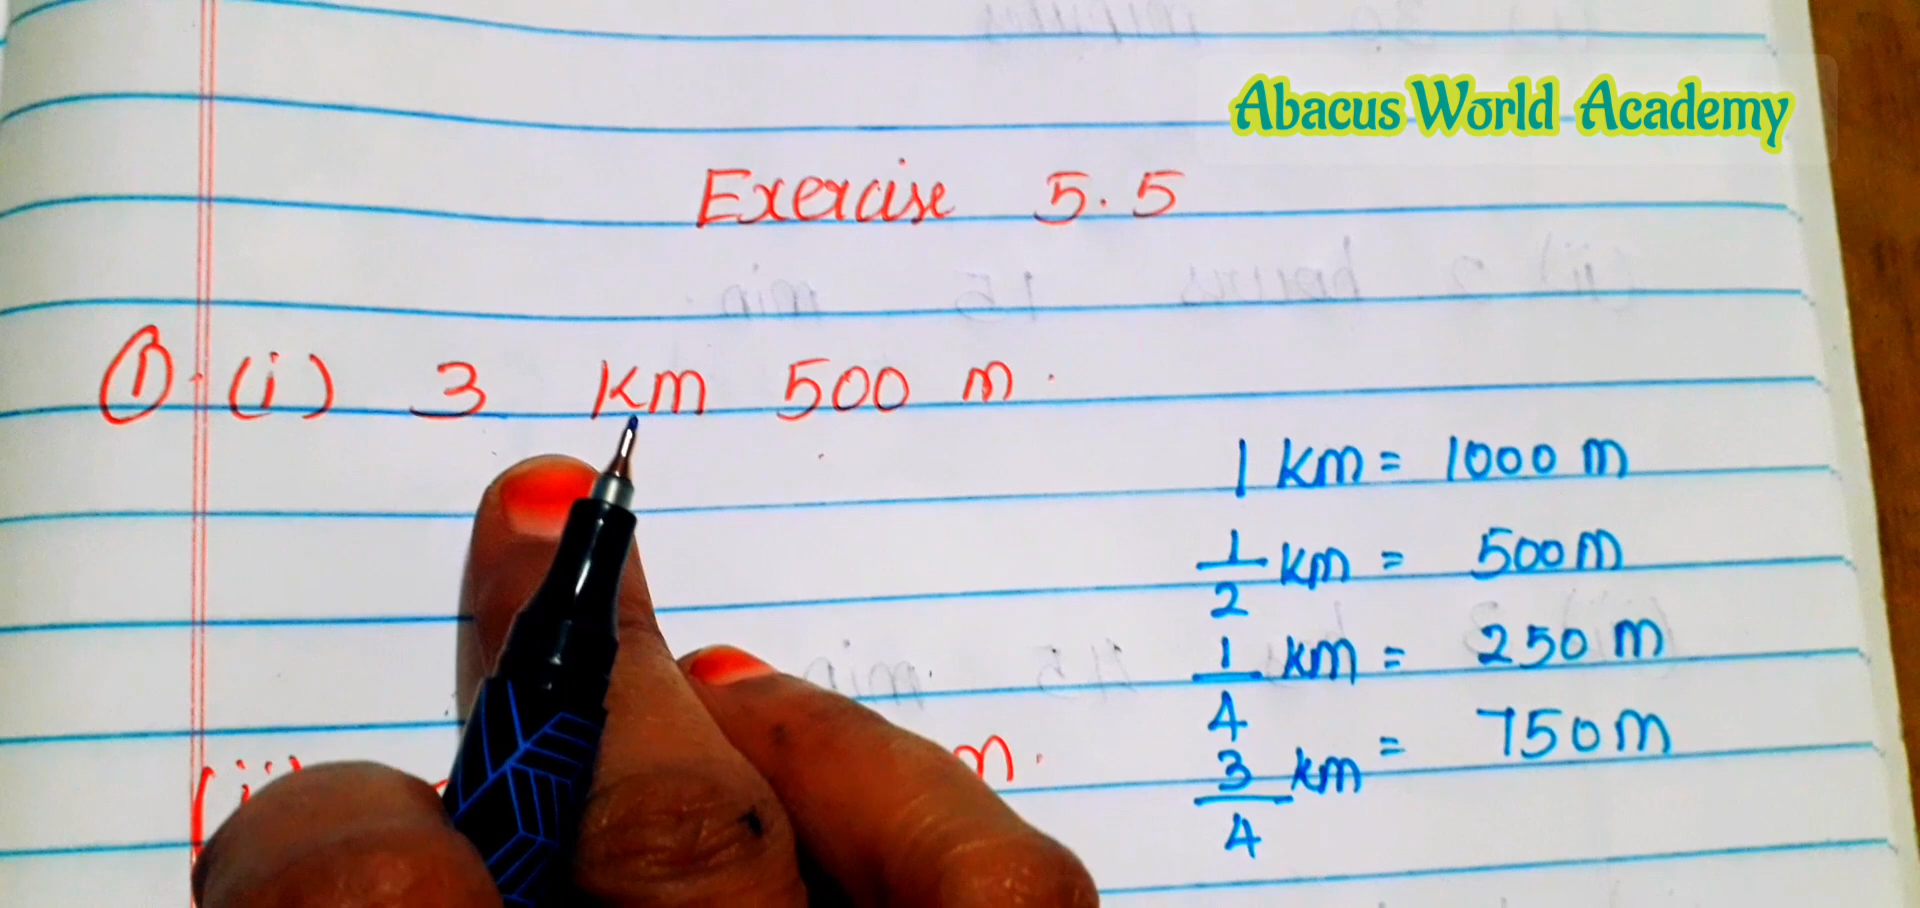 Abacus World Academy
Exercise 5.5
① (i) 3 km 500 m.
1 km = 1000 m
1/2 km = 500 m
1/4 km = 250 m
3/4 km = 750 m
(ii) m.